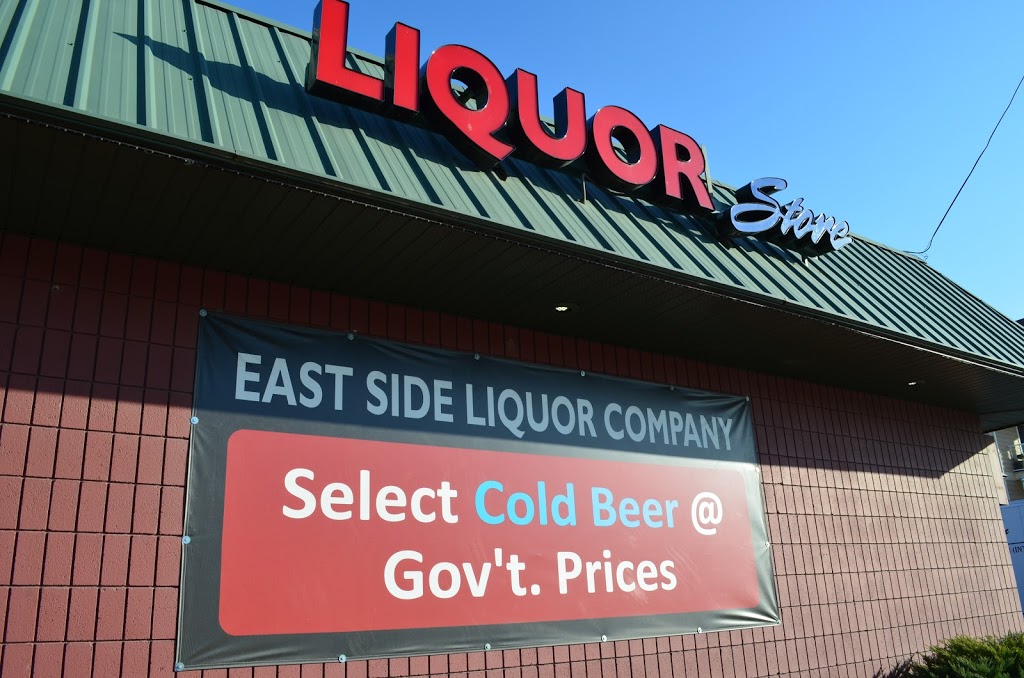 LIQUOR Store
EAST SIDE LIQUOR COMPANY
Select Cold Beer @
Gov't. Prices